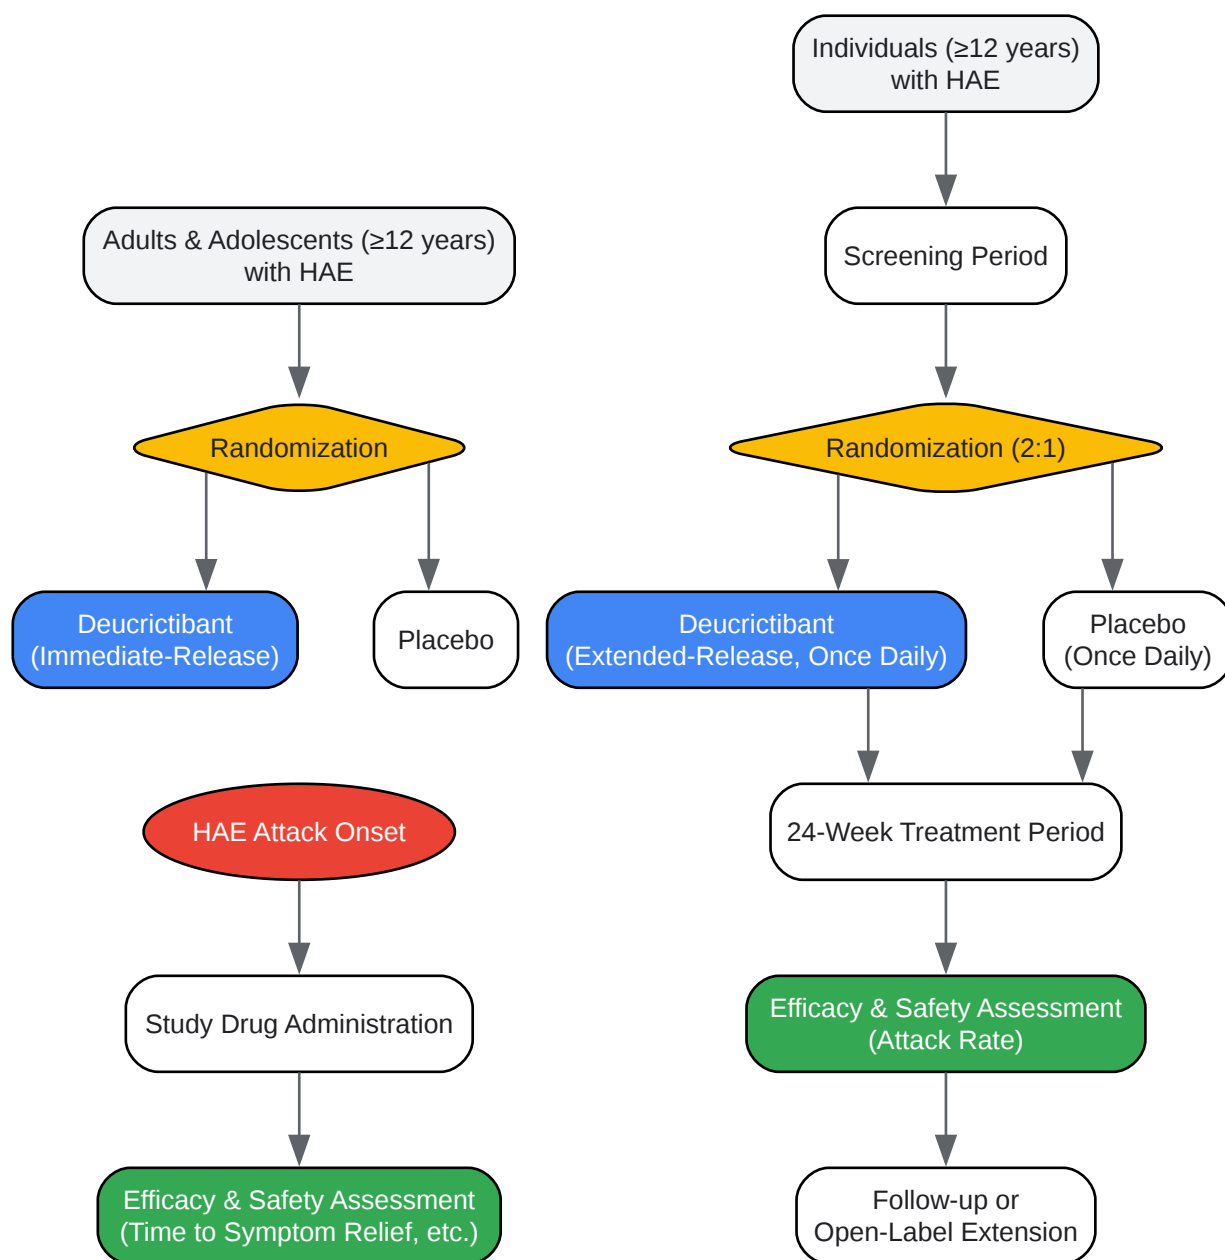 Adults & Adolescents (≥12 years)
with HAE
Randomization
Deucrictibant
(Immediate-Release)
Placebo
HAE Attack Onset
Study Drug Administration
Efficacy & Safety Assessment
(Time to Symptom Relief, etc.)
Individuals (≥12 years)
with HAE
Screening Period
Randomization (2:1)
Deucrictibant
(Extended-Release, Once Daily)
Placebo
(Once Daily)
24-Week Treatment Period
Efficacy & Safety Assessment
(Attack Rate)
Follow-up or
Open-Label Extension